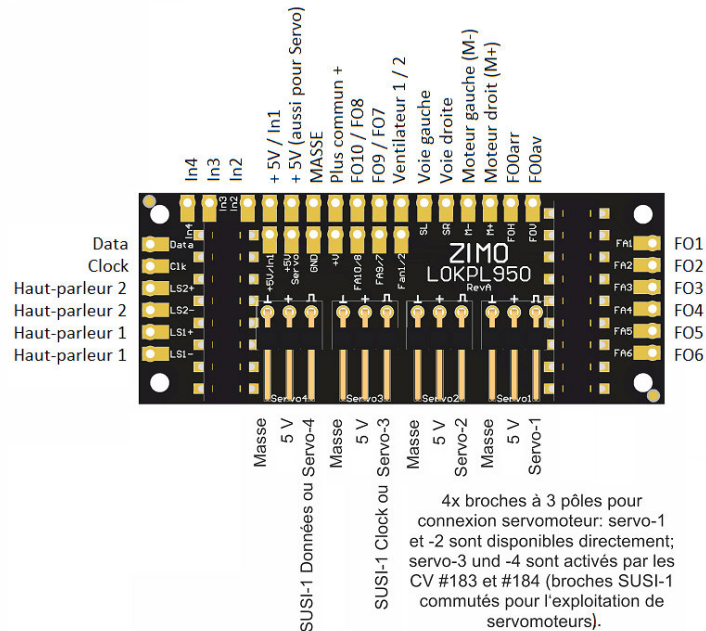 In4
In3
In2
+ 5V / In1
+ 5V (aussi pour Servo)
MASSE
Plus commun +
FO10 / FO8
FO9 / FO7
Ventilateur 1 / 2
Voie gauche
Voie droite
Moteur gauche (M-)
Moteur droit (M+)
FO0arr
FO0av
Data
Clock
Haut-parleur 2
Haut-parleur 2
Haut-parleur 1
Haut-parleur 1
In4
In3
In2
SL
SR
M-
M+
FOH
FOV
Data
Clk
LS2+
LS2-
LS1+
LS1-
+5V/In1
+5V
Servo
GND
+V
FA10/8
FA9/7
Fan1/2
ZIMO
LOKPL950
RevA
FA1
FA2
FA3
FA4
FA5
FA6
FO1
FO2
FO3
FO4
FO5
FO6
Servo4
Servo3
Servo2
Servo1
Masse
5 V
SUSI-1 Données ou Servo-4
Masse
5 V
SUSI-1 Clock ou Servo-3
Masse
5 V
Servo-2
Masse
5 V
Servo-1
4x broches à 3 pôles pour
connexion servomoteur: servo-1
et -2 sont disponibles directement;
servo-3 und -4 sont activés par les
CV #183 et #184 (broches SUSI-1
commutés pour l'exploitation de
servomoteurs).